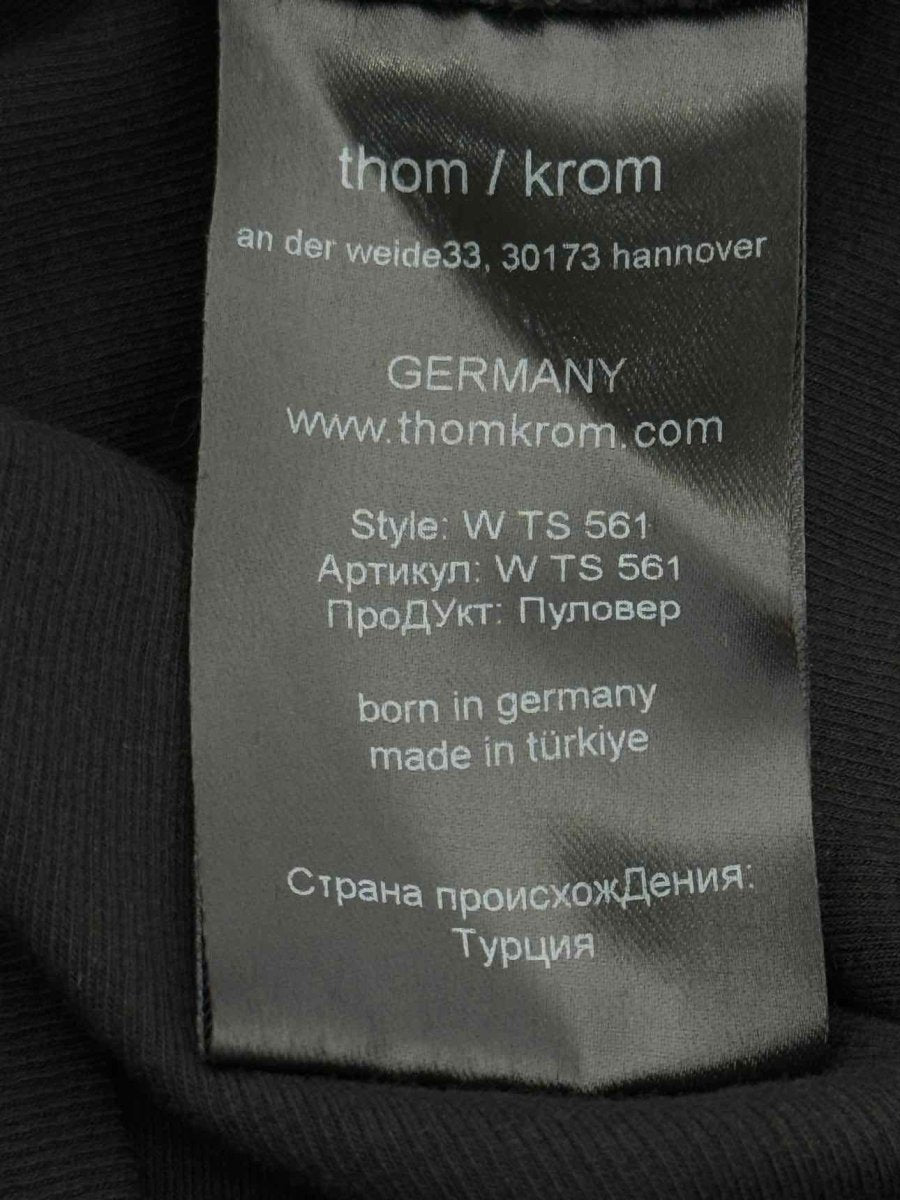 thom / krom
an der weide33, 30173 hannover
GERMANY
www.thomkrom.com
Style: W TS 561
Артикул: W TS 561
ПроДУкт: Пуловер
born in germany
made in türkiye
Страна происхожДения:
Турция